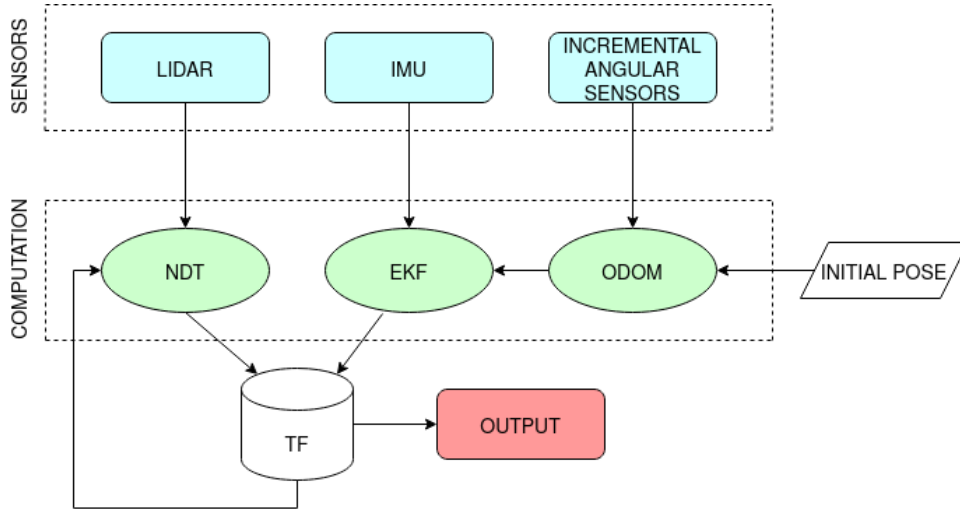 SENSORS
LIDAR
IMU
INCREMENTAL
ANGULAR
SENSORS
COMPUTATION
NDT
EKF
ODOM
INITIAL POSE
TF
OUTPUT